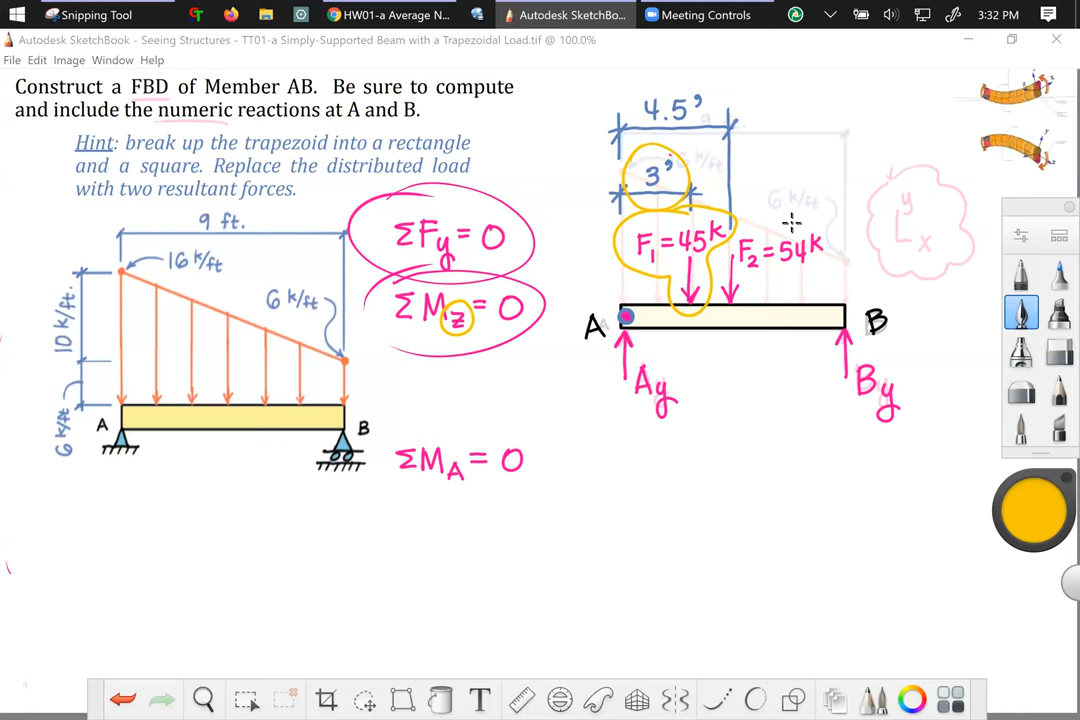 Snipping Tool
HW01-a Average N...
Autodesk SketchBo...
Meeting Controls
3:32 PM
Autodesk SketchBook - Seeing Structures - TT01-a Simply-Supported Beam with a Trapezoidal Load.tif @ 100.0%
File Edit Image Window Help
Construct a FBD of Member AB. Be sure to compute
and include the numeric reactions at A and B.
Hint: break up the trapezoid into a rectangle
and a square. Replace the distributed load
with two resultant forces.
9 ft.
16 k/ft
6 k/ft
10 k/ft
6 k/ft
A
B
ΣFy = 0
ΣMz = 0
ΣMA = 0
4.5'
9
3'
k/ft
6 k/ft
F1 = 45k
F2 = 54k
A
B
Ay
By
y
x
T